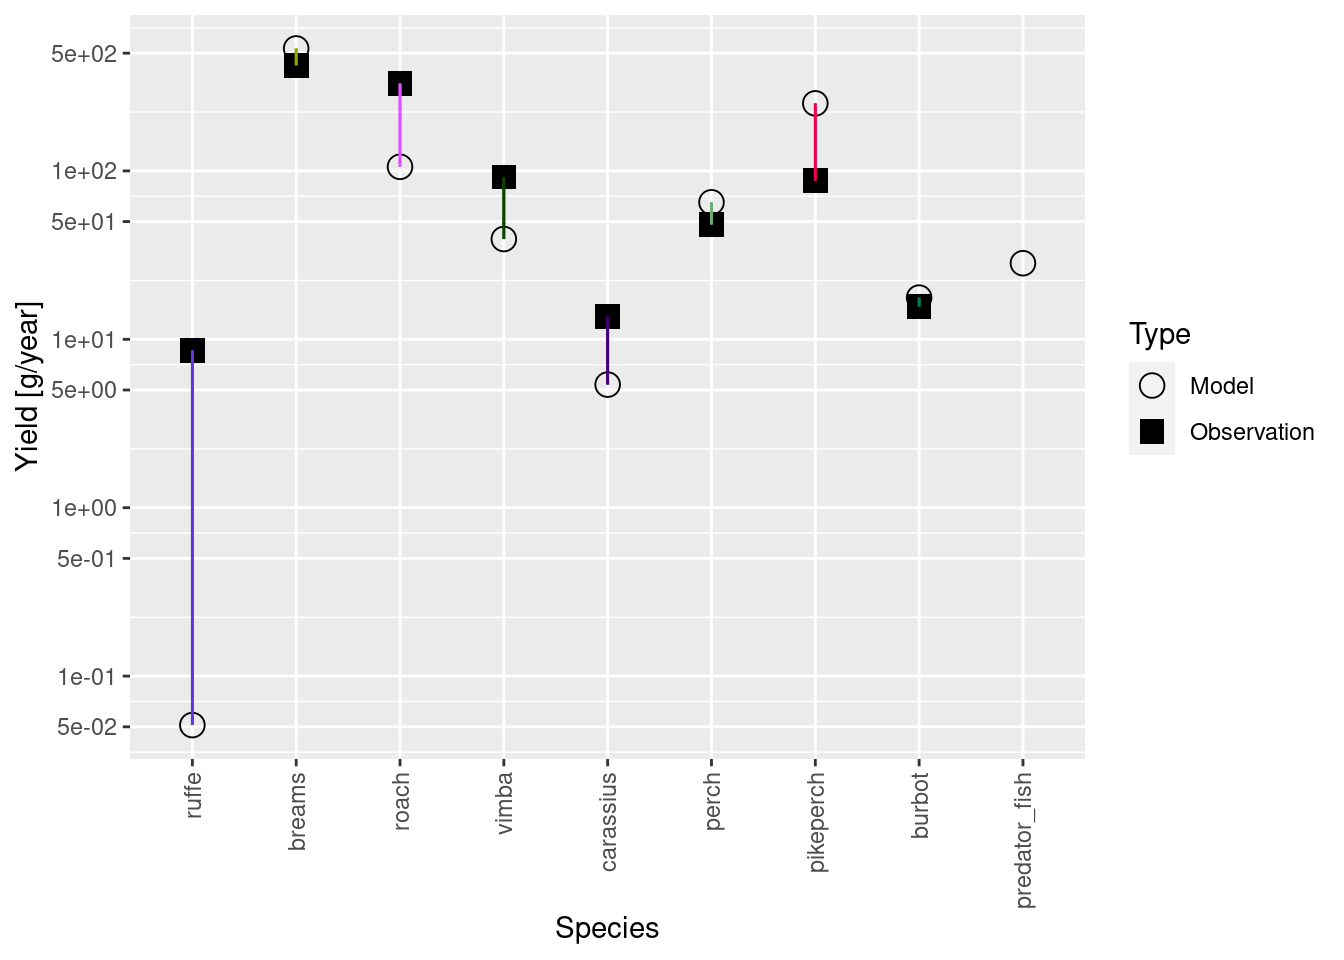 5e+02
1e+02
5e+01
1e+01
5e+00
1e+00
5e-01
1e-01
5e-02
Yield [g/year]
ruffe
breams
roach
vimba
carassius
perch
pikeperch
burbot
predator_fish
Species
Type
Model
Observation